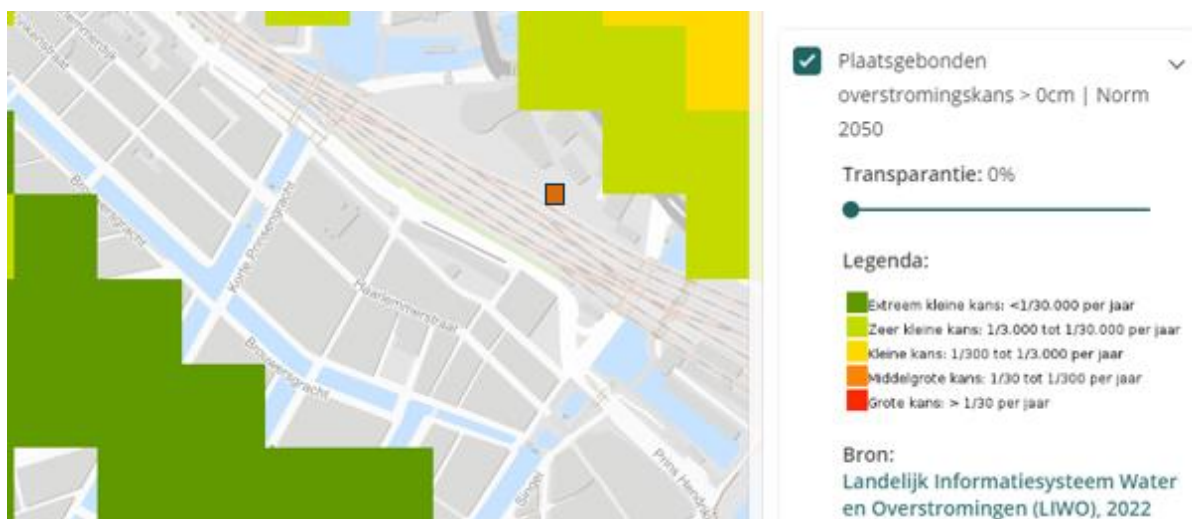 Haarlemmerstraat
Brouwersgracht
Korte Prinsengracht
Brouwersgracht
Singel
Plaatsgebonden
overstromingskans > 0cm | Norm
2050
Transparantie: 0%
Legenda:
Extreem kleine kans: <1/30.000 per jaar
Zeer kleine kans: 1/3.000 tot 1/30.000 per jaar
Kleine kans: 1/300 tot 1/3.000 per jaar
Middelgrote kans: 1/30 tot 1/300 per jaar
Grote kans: > 1/30 per jaar
Bron:
Landelijk Informatiesysteem Water
en Overstromingen (LIWO), 2022